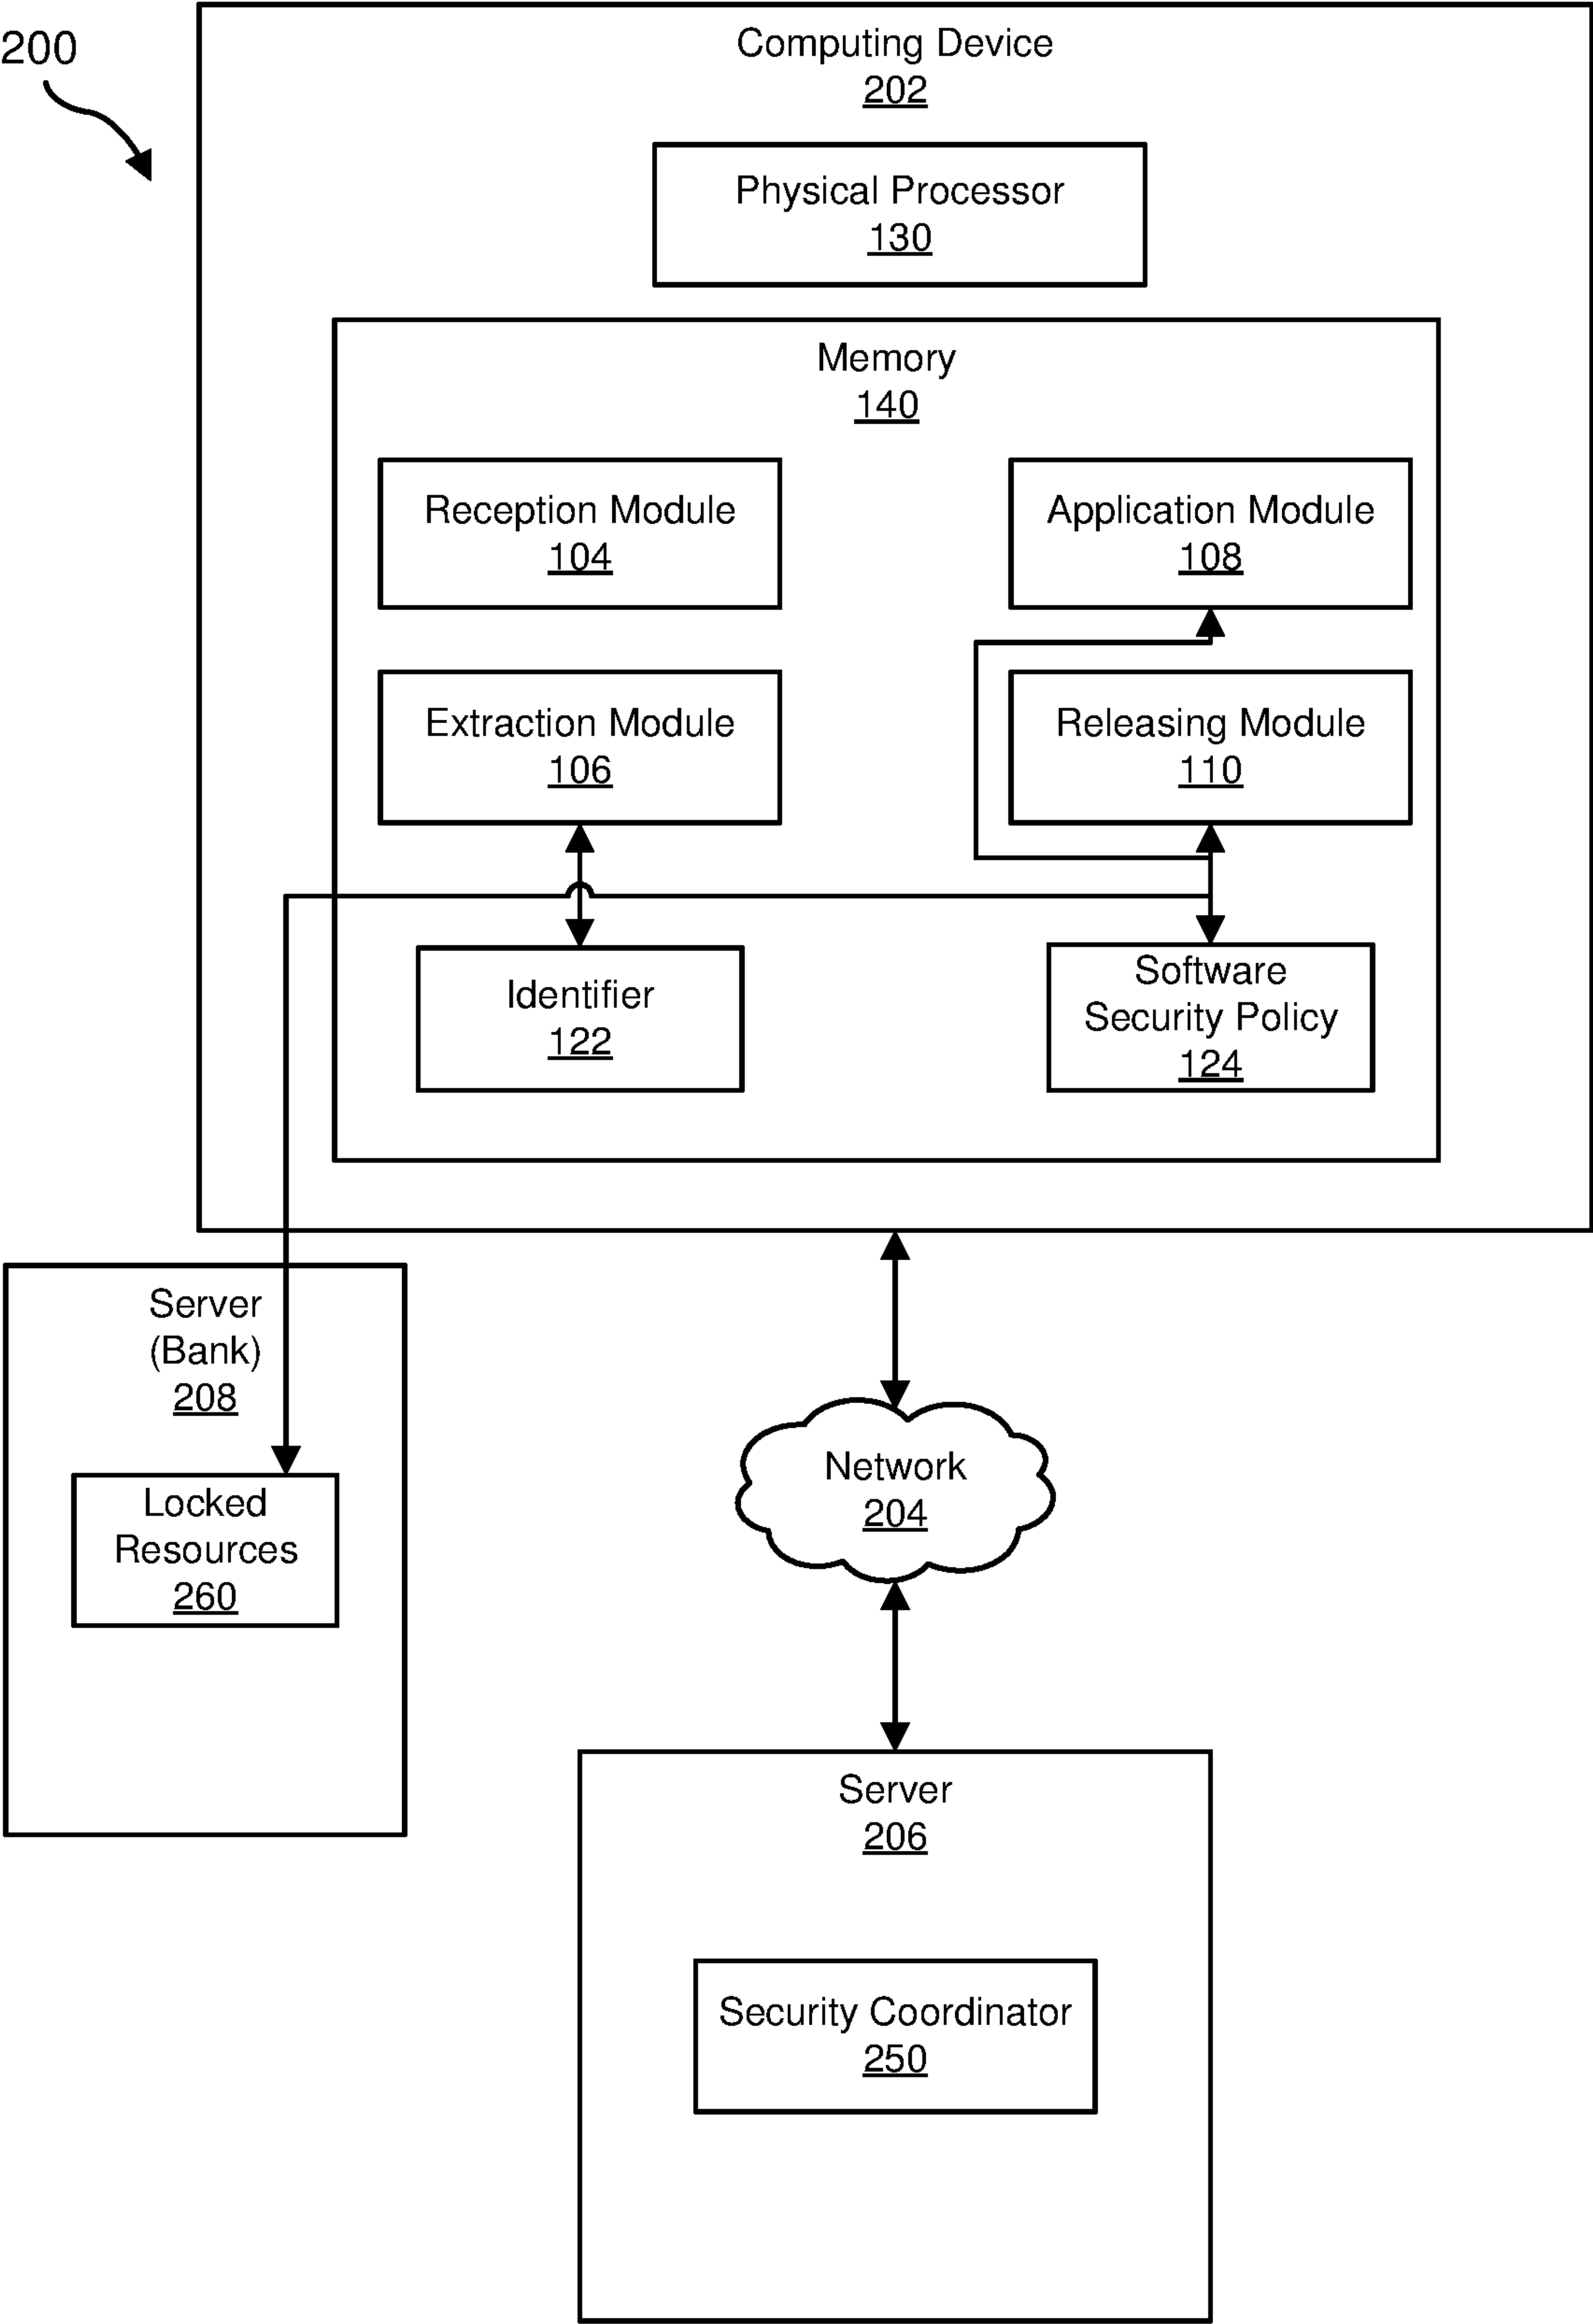 200
Computing Device
202
Physical Processor
130
Memory
140
Reception Module
104
Application Module
108
Extraction Module
106
Releasing Module
110
Identifier
122
Software
Security Policy
124
Server
(Bank)
208
Locked
Resources
260
Network
204
Server
206
Security Coordinator
250